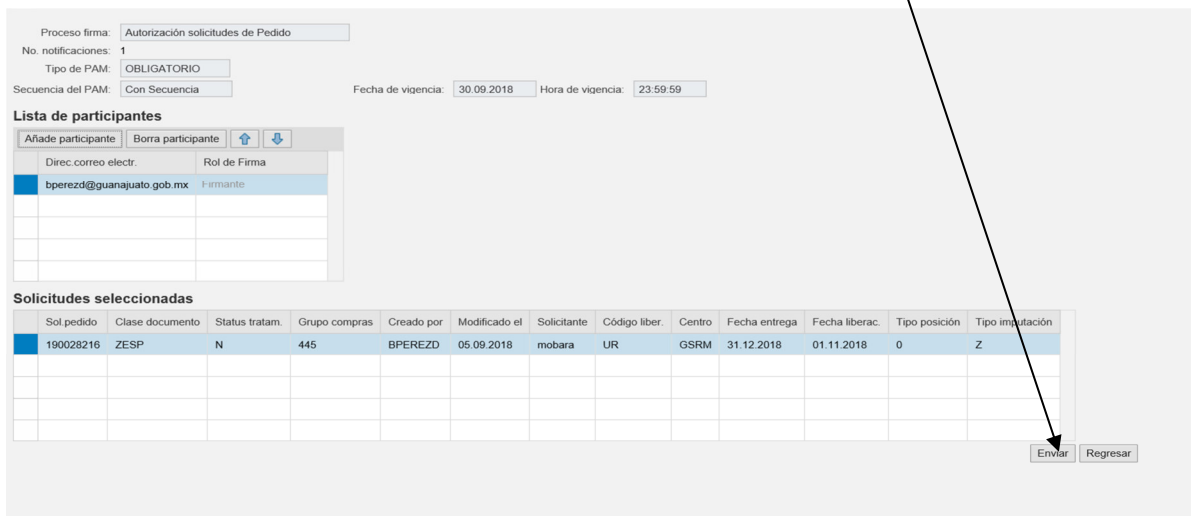 Proceso firma: Autorización solicitudes de Pedido
No. notificaciones: 1
Tipo de PAM: OBLIGATORIO
Secuencia del PAM: Con Secuencia Fecha de vigencia: 30.09.2018 Hora de vigencia: 23:59:59
Lista de participantes
Añade participante Borra participante
Direc.correo electr. Rol de Firma
bperezd@guanajuato.gob.mx Firmante
Solicitudes seleccionadas
Sol.pedido Clase documento Status tratam. Grupo compras Creado por Modificado el Solicitante Código liber. Centro Fecha entrega Fecha liberac. Tipo posición Tipo imputación
190028216 ZESP N 445 BPEREZD 05.09.2018 mobara UR GSRM 31.12.2018 01.11.2018 0 Z
Enviar Regresar